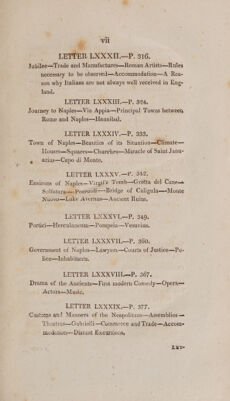 vii
LETTER LXXXII.—P. 316.
Jubilee—Trade and Manufactures—Roman Artists—Rules
necessary to be observed—Accommodation—A Rea-
son why Italians are not always well received in Eng-
land.
LETTER LXXXIII.—P. 324.
Journey to Naples—Via Appia—Principal Towns between
Rome and Naples—Hannibal.
LETTER LXXXIV.—P. 333.
Town of Naples—Beauties of its Situation—Climate—
Houses—Squares—Churches—Miracle of Saint Janu-
arius—Capo di Monte.
LETTER LXXXV.—P. 342.
Environs of Naples—Virgil's Tomb—Grotta del Cane—
Solfatara—Pozzuoli—Bridge of Caligula—Monte
Nuovo—Lake Avernus—Ancient Ruins.
LETTER LXXXVI.—P. 349.
Portici—Herculaneum—Pompeia—Vesuvius.
LETTER LXXXVII.—P. 360.
Government of Naples—Lawyers—Courts of Justice—Po-
lice—Inhabitants.
LETTER LXXXVIII.—P. 367.
Drama of the Ancients—First modern Comedy—Opera—
Actors—Music.
LETTER LXXXIX.—P. 377.
Customs and Manners of the Neapolitans—Assemblies—
Theatres—Gabrielli—Commerce and Trade—Accom-
modation—Distant Excursions.
LET-